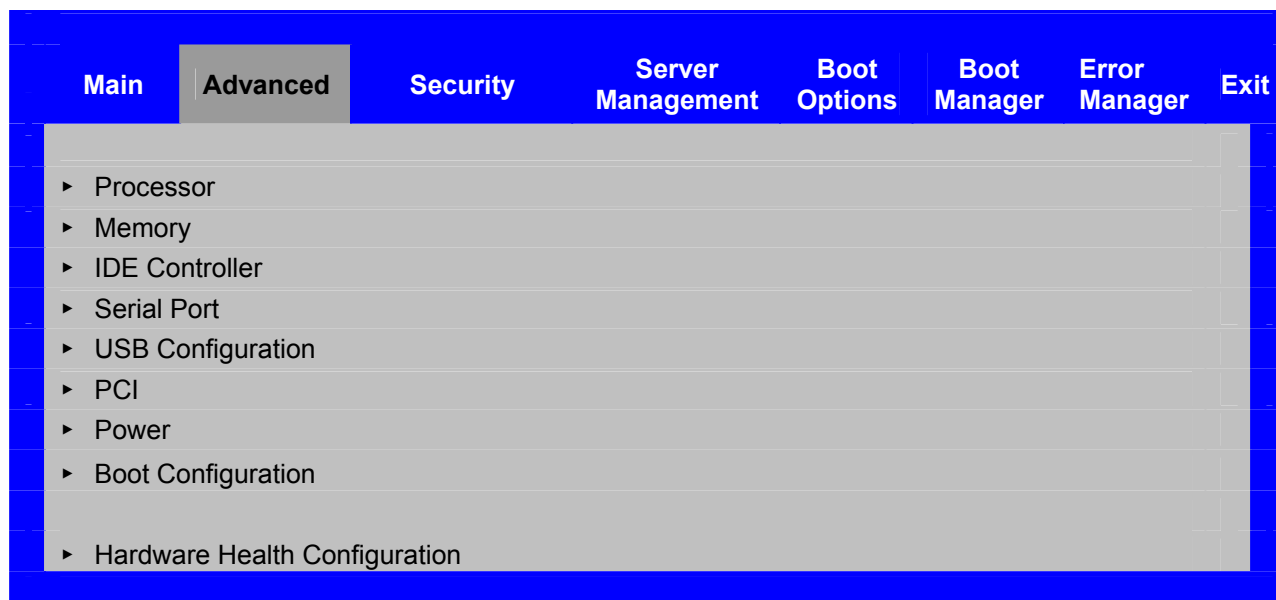 Main Advanced Security Server Management Boot Options Boot Manager Error Manager Exit
► Processor
► Memory
► IDE Controller
► Serial Port
► USB Configuration
► PCI
► Power
► Boot Configuration
► Hardware Health Configuration